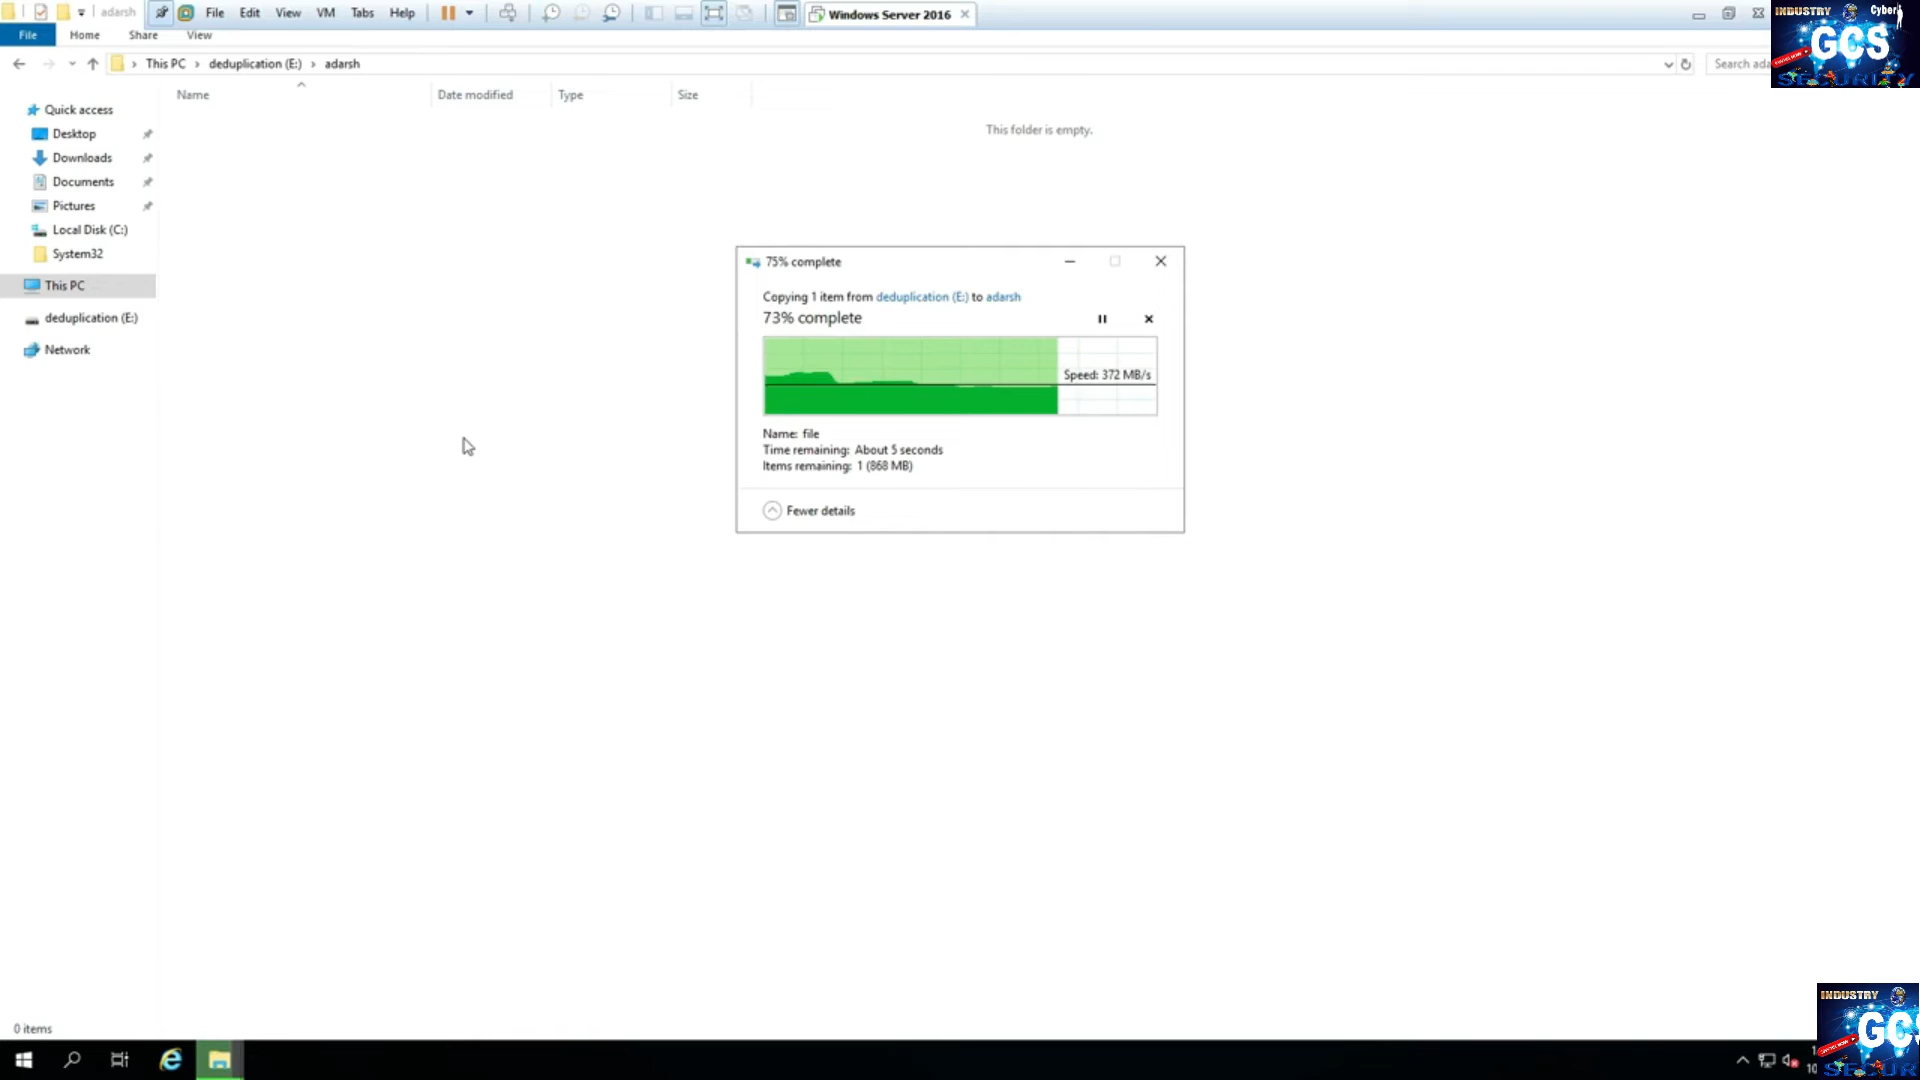 adarsh File Edit View VM Tabs Help Windows Server 2016
INDUSTRY Cyber
GCS
SECURITY
File Home Share View
This PC > deduplication (E:) > adarsh
Name Date modified Type Size
This folder is empty.
Quick access
Desktop
Downloads
Documents
Pictures
Local Disk (C:)
System32
This PC
deduplication (E:)
Network
75% complete
Copying 1 item from deduplication (E:) to adarsh
73% complete
Speed: 372 MB/s
Name: file
Time remaining: About 5 seconds
Items remaining: 1 (868 MB)
Fewer details
0 items
INDUSTRY